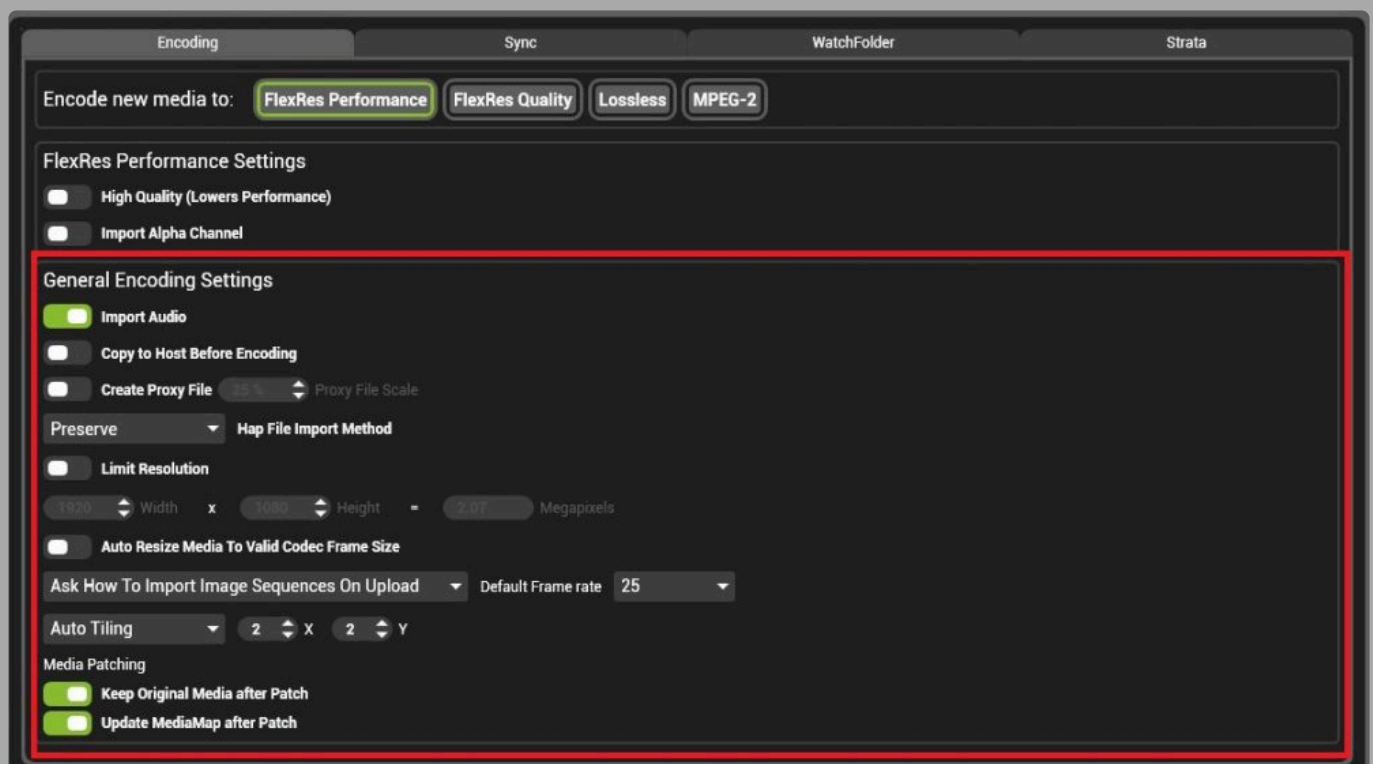 Encoding Sync WatchFolder Strata
Encode new media to: FlexRes Performance FlexRes Quality Lossless MPEG-2
FlexRes Performance Settings
High Quality (Lowers Performance)
Import Alpha Channel
General Encoding Settings
Import Audio
Copy to Host Before Encoding
Create Proxy File 25 % Proxy File Scale
Preserve Hap File Import Method
Limit Resolution
1920 Width x 1080 Height = 2.07 Megapixels
Auto Resize Media To Valid Codec Frame Size
Ask How To Import Image Sequences On Upload Default Frame rate 25
Auto Tiling 2 X 2 Y
Media Patching
Keep Original Media after Patch
Update MediaMap after Patch